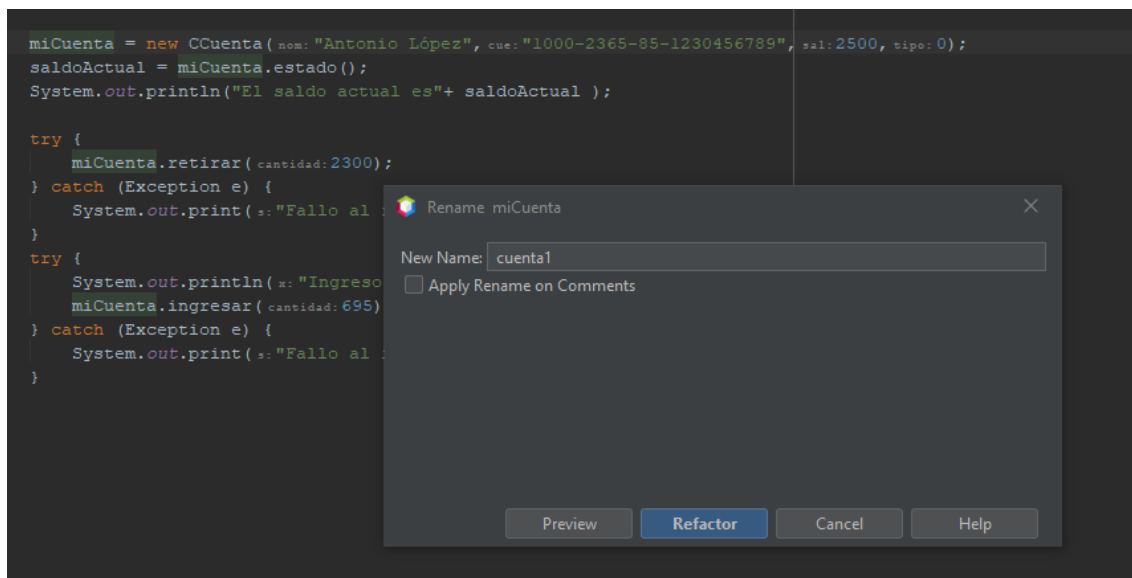 miCuenta = new CCuenta( nom: "Antonio López", cue: "1000-2365-85-1230456789", sal: 2500, tipo: 0);
saldoActual = miCuenta.estado();
System.out.println("El saldo actual es"+ saldoActual );
try {
miCuenta.retirar( cantidad: 2300);
} catch (Exception e) {
System.out.print( s: "Fallo al
}
try {
System.out.println( x: "Ingreso
miCuenta.ingresar( cantidad: 695)
} catch (Exception e) {
System.out.print( s: "Fallo al
}
Rename miCuenta
New Name: cuenta1
Apply Rename on Comments
Preview Refactor Cancel Help